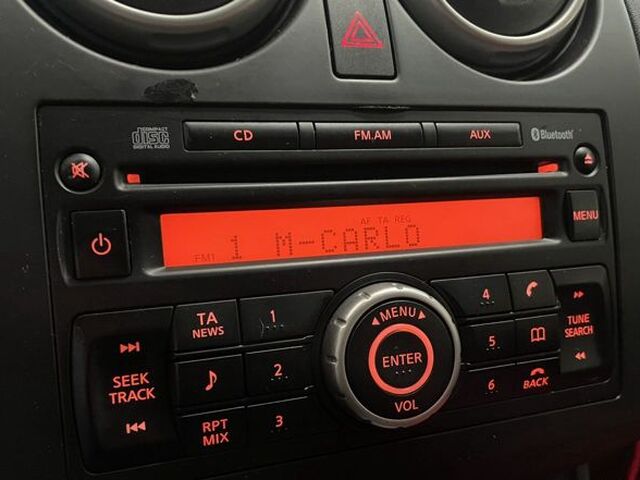 COMPACT
disc
DIGITAL AUDIO
CD
FM.AM
AUX
Bluetooth
MENU
AF TA REG
FM1 1 M-CARLO
TA
NEWS
1
2
3
RPT
MIX
SEEK
TRACK
MENU
ENTER
VOL
4
5
6
BACK
TUNE
SEARCH